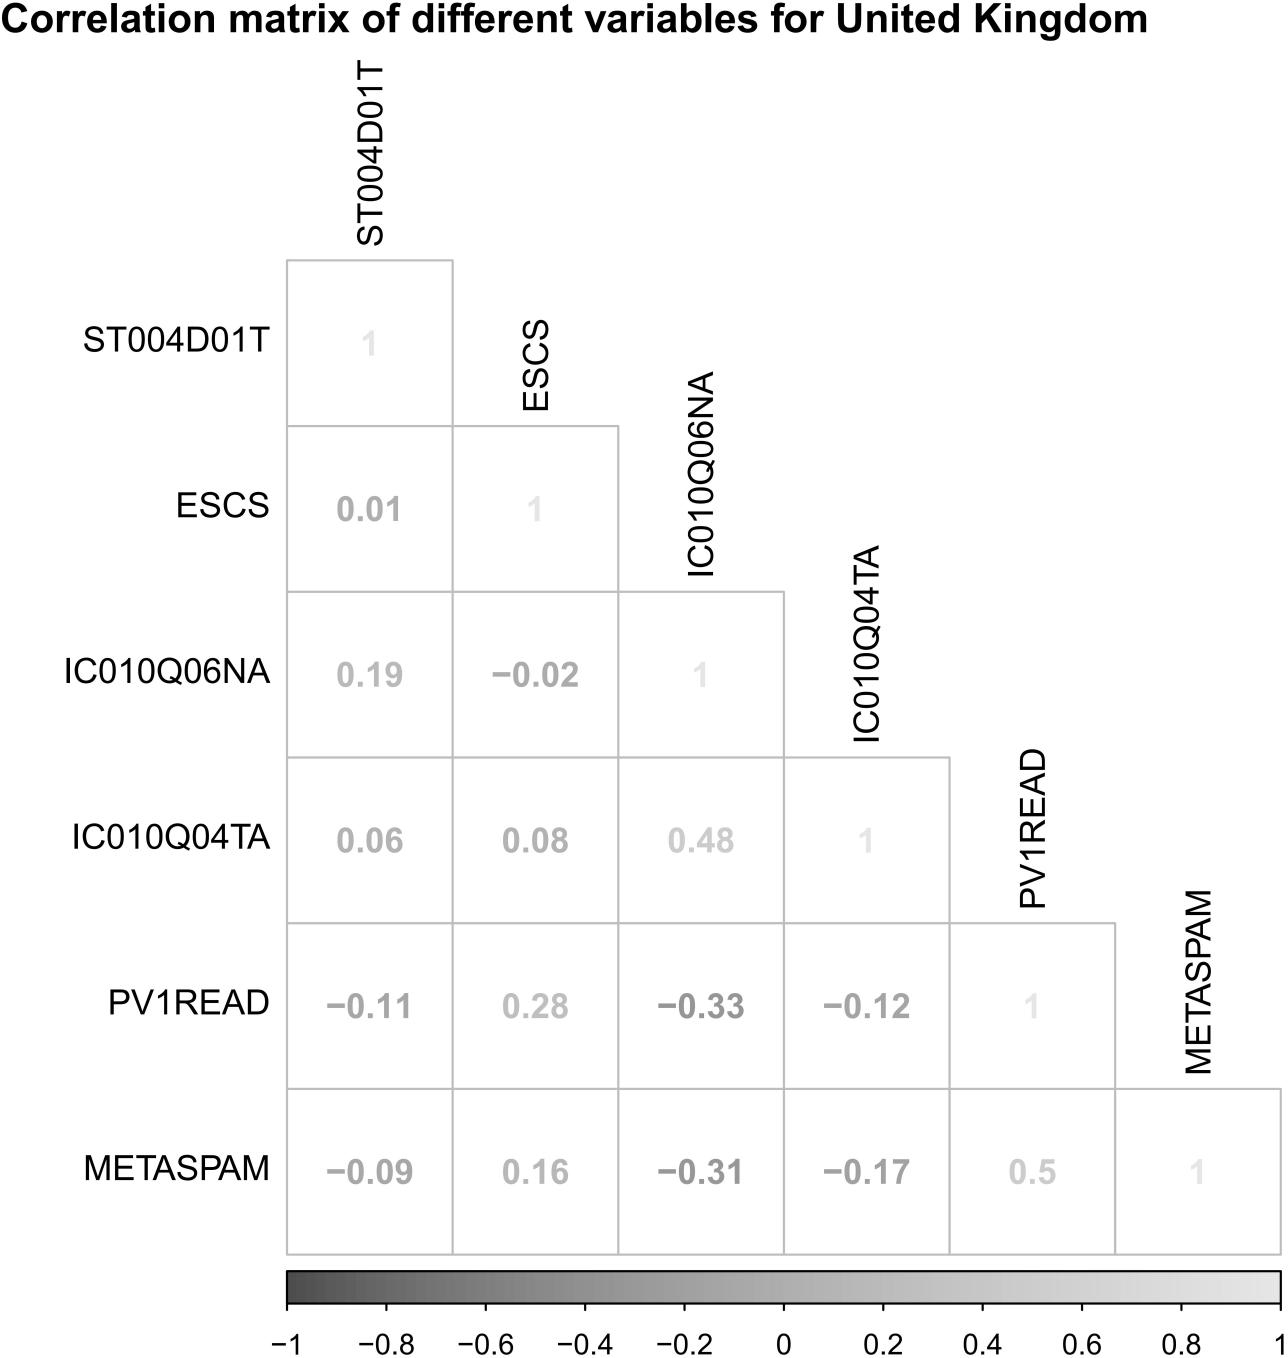 Correlation matrix of different variables for United Kingdom
ST004D01T
ST004D01T 1
ESCS
ESCS 0.01 1
IC010Q06NA
IC010Q06NA 0.19 −0.02 1
IC010Q04TA
IC010Q04TA 0.06 0.08 0.48 1
PV1READ
PV1READ −0.11 0.28 −0.33 −0.12 1
METASPAM
METASPAM −0.09 0.16 −0.31 −0.17 0.5 1
−1 −0.8 −0.6 −0.4 −0.2 0 0.2 0.4 0.6 0.8 1